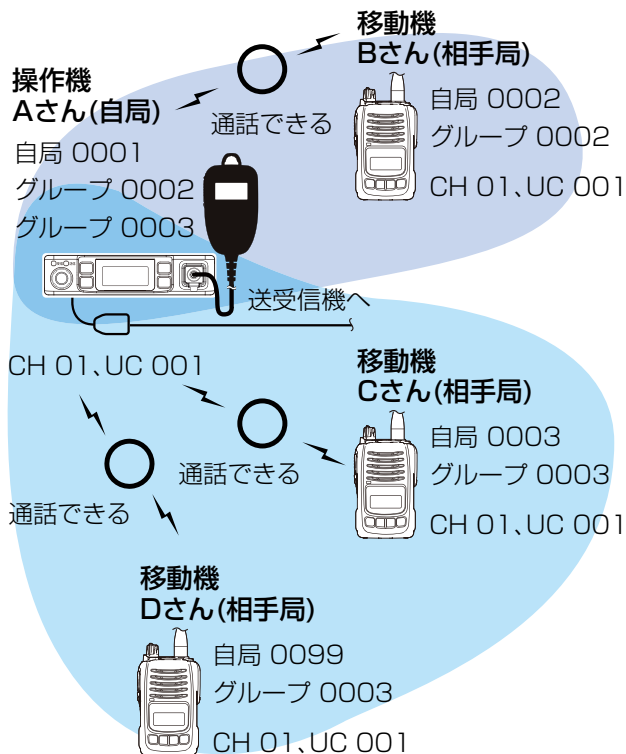 移動機
Bさん(相手局)
自局 0002
グループ 0002
CH 01、UC 001
通話できる
操作機
Aさん(自局)
自局 0001
グループ 0002
グループ 0003
送受信機へ
CH 01、UC 001
移動機
Cさん(相手局)
自局 0003
グループ 0003
CH 01、UC 001
通話できる
通話できる
移動機
Dさん(相手局)
自局 0099
グループ 0003
CH 01、UC 001